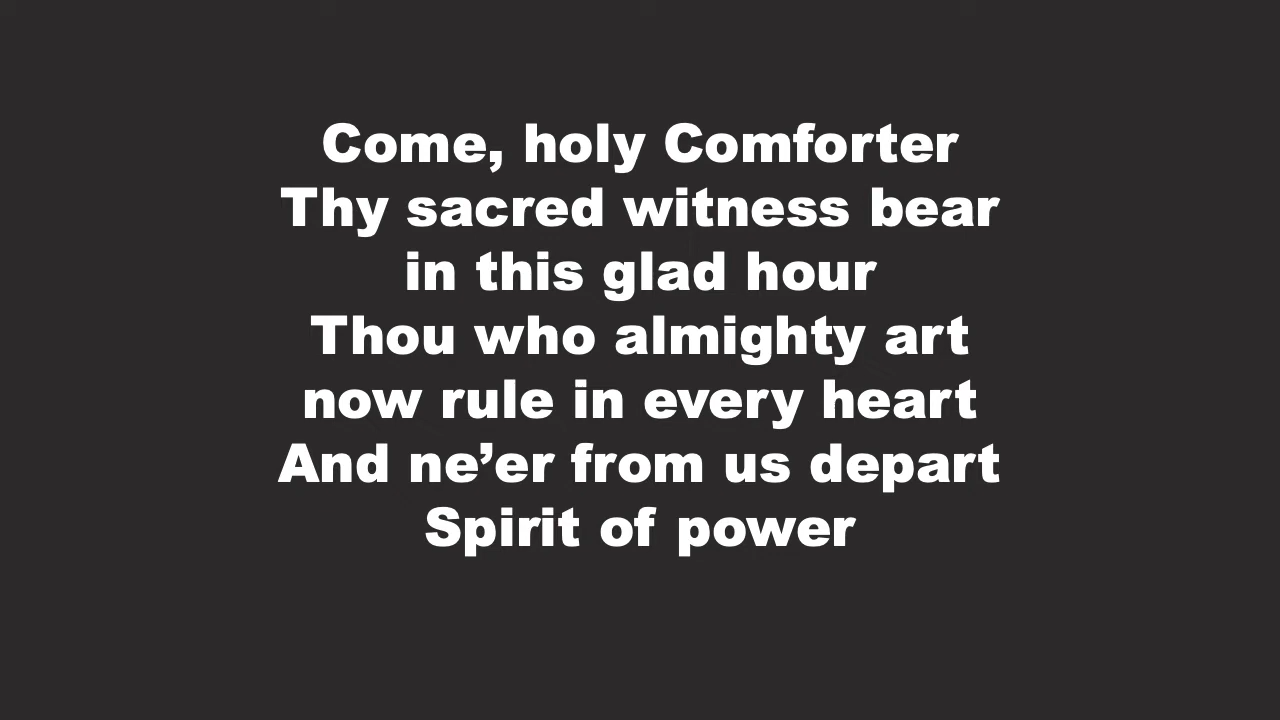 Come, holy Comforter
Thy sacred witness bear
in this glad hour
Thou who almighty art
now rule in every heart
And ne’er from us depart
Spirit of power